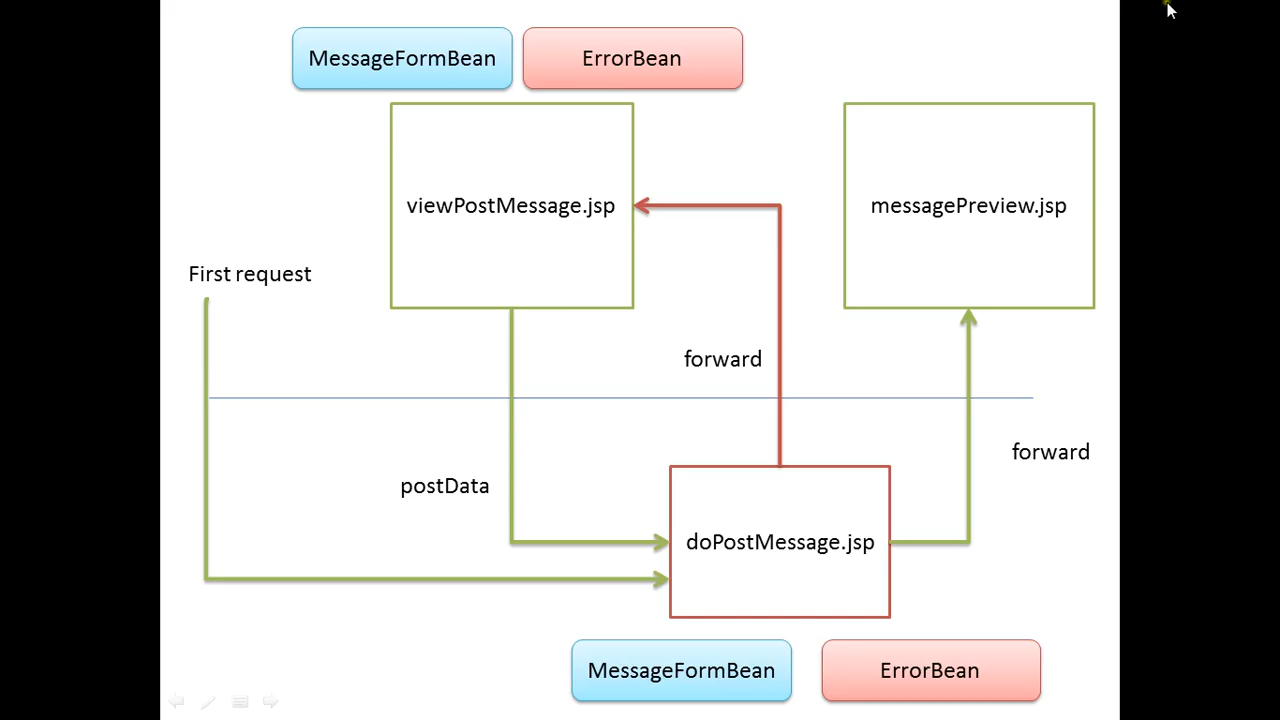 MessageFormBean
ErrorBean
viewPostMessage.jsp
messagePreview.jsp
First request
forward
forward
postData
doPostMessage.jsp
MessageFormBean
ErrorBean